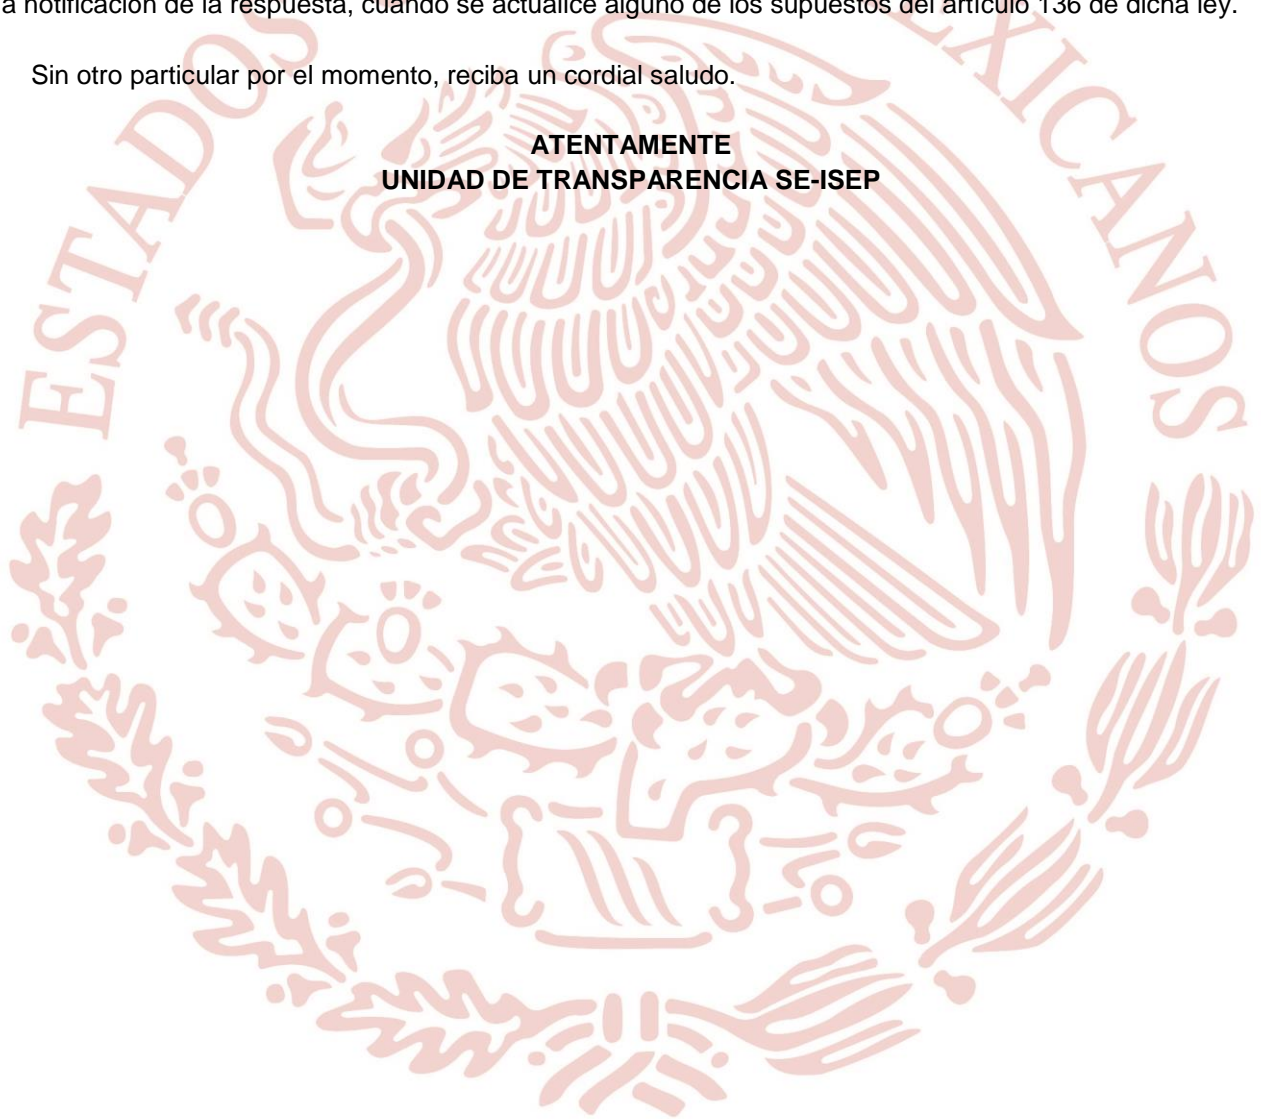 a notificación de la respuesta, cuando se actualice alguno de los supuestos del artículo 136 de dicha ley.
Sin otro particular por el momento, reciba un cordial saludo.
ATENTAMENTE
UNIDAD DE TRANSPARENCIA SE-ISEP
ESTADOS
EXICANOS